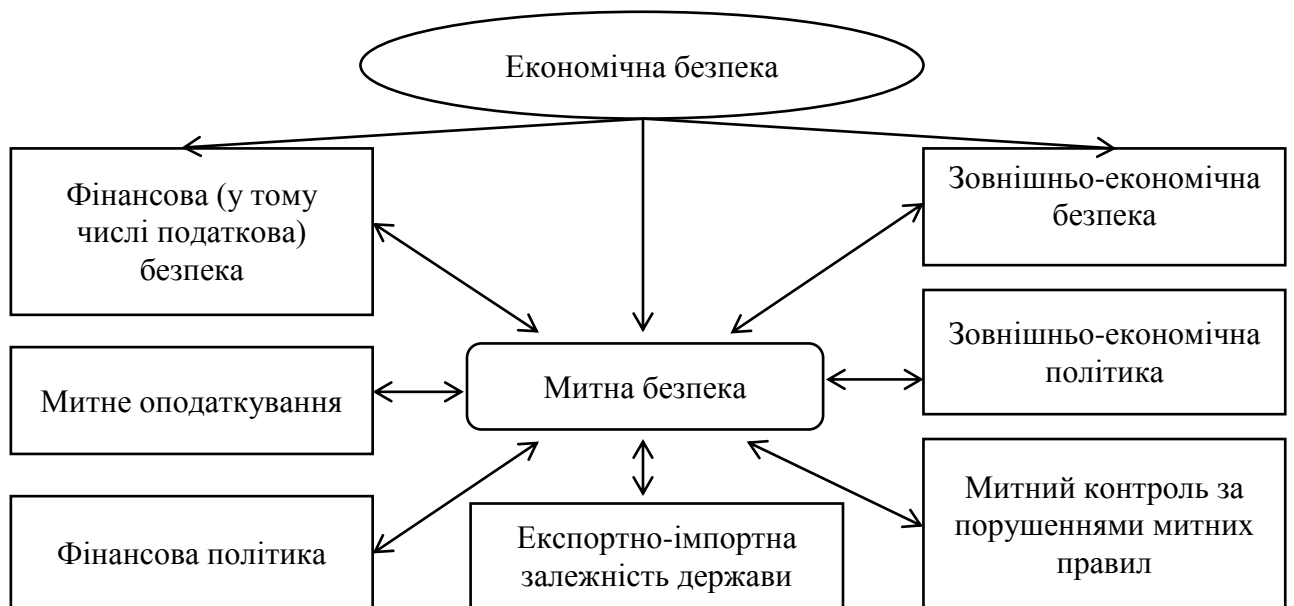 Економічна безпека
Фінансова (у тому
числі податкова)
безпека
Зовнішньо-економічна
безпека
Зовнішньо-економічна
політика
Митне оподаткування
Митна безпека
Фінансова політика
Експортно-імпортна
залежність держави
Митний контроль за
порушеннями митних
правил